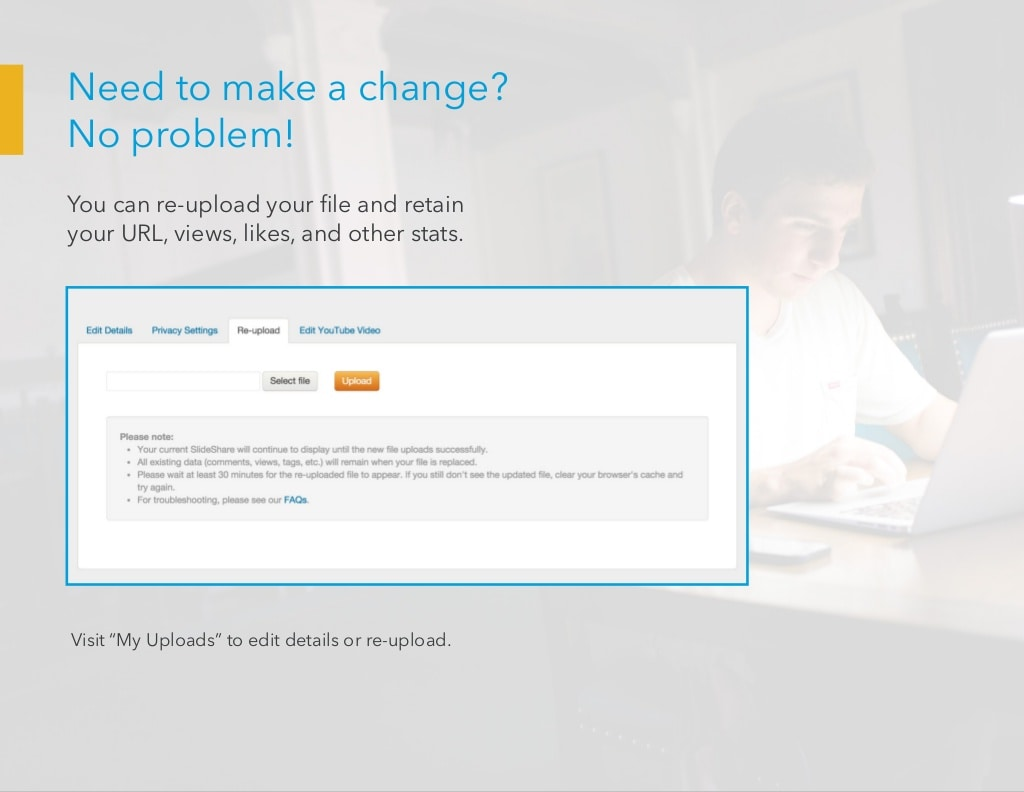 Need to make a change?
No problem!
You can re-upload your file and retain
your URL, views, likes, and other stats.
Edit Details Privacy Settings Re-upload Edit YouTube Video
Select file Upload
Please note:
• Your current SlideShare will continue to display until the new file uploads successfully.
• All existing data (comments, views, tags, etc.) will remain when your file is replaced.
• Please wait at least 30 minutes for the re-uploaded file to appear. If you still don't see the updated file, clear your browser's cache and
try again.
• For troubleshooting, please see our FAQs.
Visit “My Uploads” to edit details or re-upload.